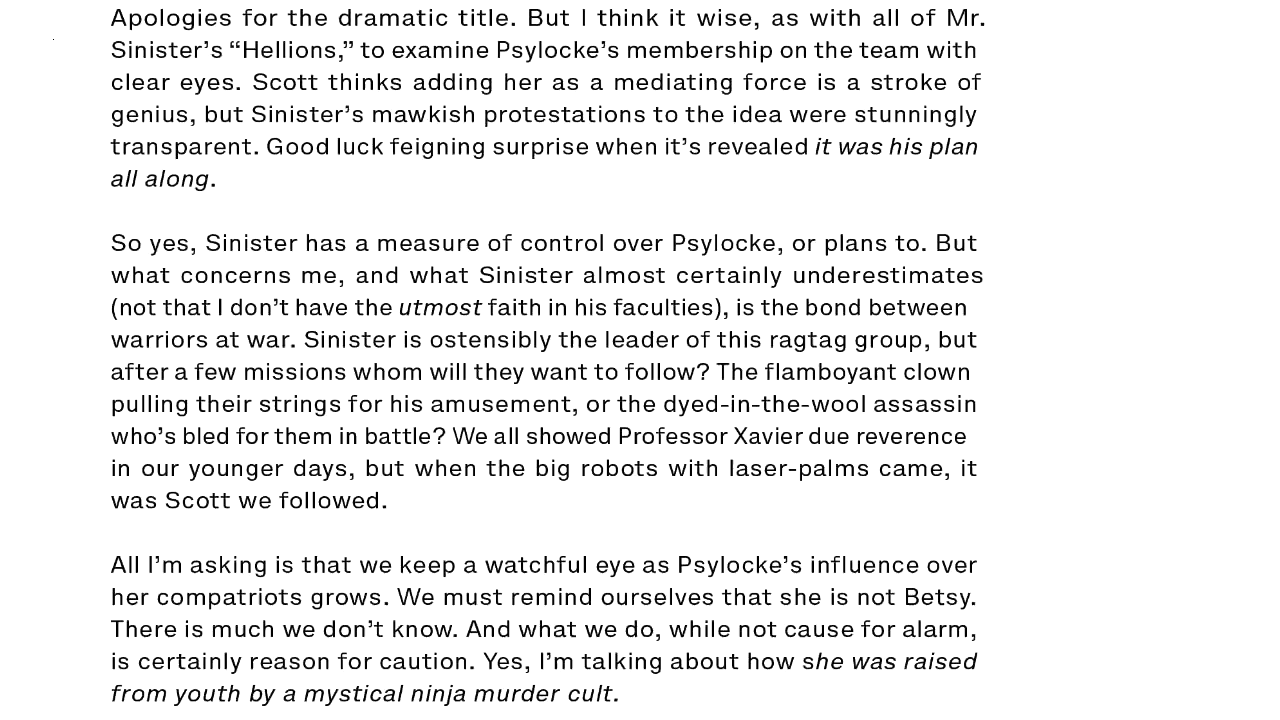 Apologies for the dramatic title. But I think it wise, as with all of Mr.
Sinister’s “Hellions,” to examine Psylocke’s membership on the team with
clear eyes. Scott thinks adding her as a mediating force is a stroke of
genius, but Sinister’s mawkish protestations to the idea were stunningly
transparent. Good luck feigning surprise when it’s revealed it was his plan
all along.
So yes, Sinister has a measure of control over Psylocke, or plans to. But
what concerns me, and what Sinister almost certainly underestimates
(not that I don’t have the utmost faith in his faculties), is the bond between
warriors at war. Sinister is ostensibly the leader of this ragtag group, but
after a few missions whom will they want to follow? The flamboyant clown
pulling their strings for his amusement, or the dyed-in-the-wool assassin
who’s bled for them in battle? We all showed Professor Xavier due reverence
in our younger days, but when the big robots with laser-palms came, it
was Scott we followed.
All I’m asking is that we keep a watchful eye as Psylocke’s influence over
her compatriots grows. We must remind ourselves that she is not Betsy.
There is much we don’t know. And what we do, while not cause for alarm,
is certainly reason for caution. Yes, I’m talking about how she was raised
from youth by a mystical ninja murder cult.